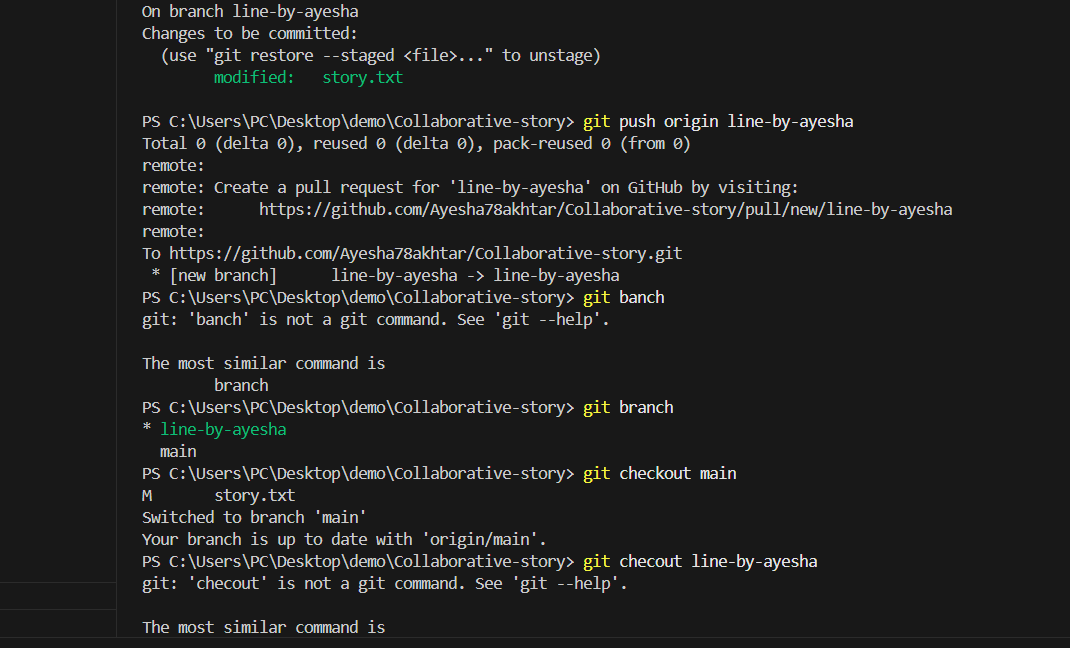 On branch line-by-ayesha
Changes to be committed:
  (use "git restore --staged <file>..." to unstage)
        modified:   story.txt

PS C:\Users\PC\Desktop\demo\Collaborative-story> git push origin line-by-ayesha
Total 0 (delta 0), reused 0 (delta 0), pack-reused 0 (from 0)
remote:
remote: Create a pull request for 'line-by-ayesha' on GitHub by visiting:
remote:      https://github.com/Ayesha78akhtar/Collaborative-story/pull/new/line-by-ayesha
remote:
To https://github.com/Ayesha78akhtar/Collaborative-story.git
 * [new branch]      line-by-ayesha -> line-by-ayesha
PS C:\Users\PC\Desktop\demo\Collaborative-story> git banch
git: 'banch' is not a git command. See 'git --help'.

The most similar command is
        branch
PS C:\Users\PC\Desktop\demo\Collaborative-story> git branch
* line-by-ayesha
  main
PS C:\Users\PC\Desktop\demo\Collaborative-story> git checkout main
M       story.txt
Switched to branch 'main'
Your branch is up to date with 'origin/main'.
PS C:\Users\PC\Desktop\demo\Collaborative-story> git checout line-by-ayesha
git: 'checout' is not a git command. See 'git --help'.

The most similar command is